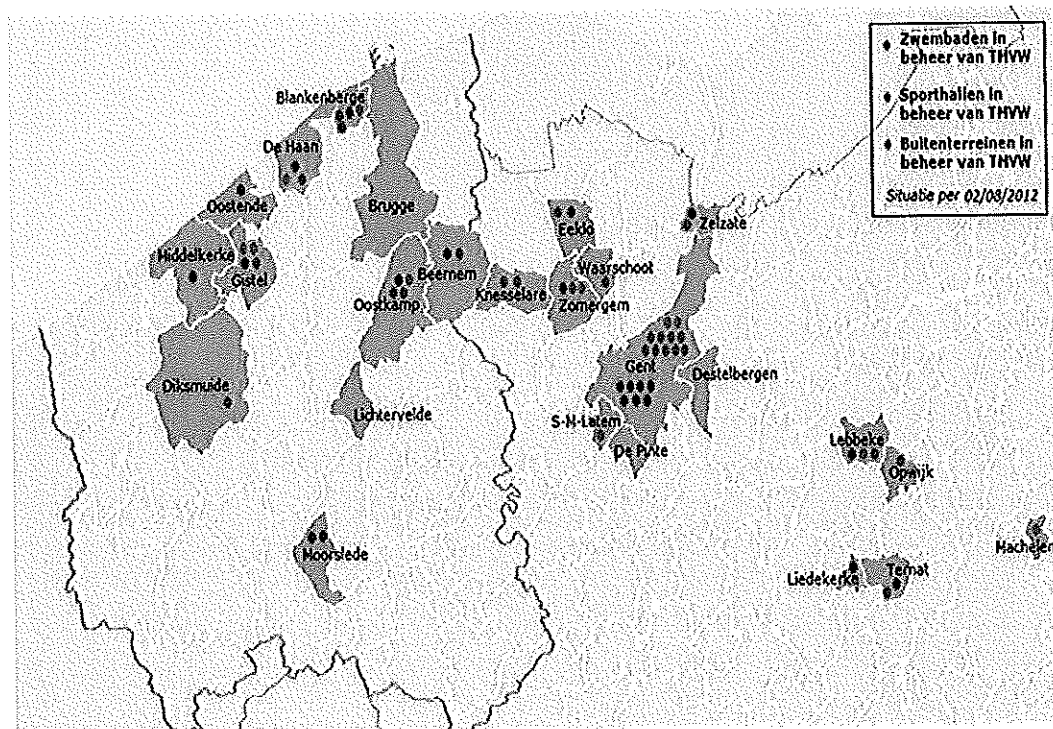 Zwembaden in
beheer van THVW
Sporthallen in
beheer van THVW
Buitenterreinen in
beheer van THVW
Situatie per 02/08/2012
Blankenberge
De Haan
Oostende
Brugge
Middelkerke
Gistel
Beernem
Oostkamp
Knesselare
Eeklo
Zelzate
Waarschoot
Zomergem
Diksmuide
Lichtervelde
Gent
Destelbergen
S-M-Latem
De Pinte
Lebbeke
Opwijk
Machelen
Moorslede
Liedekerke
Ternat